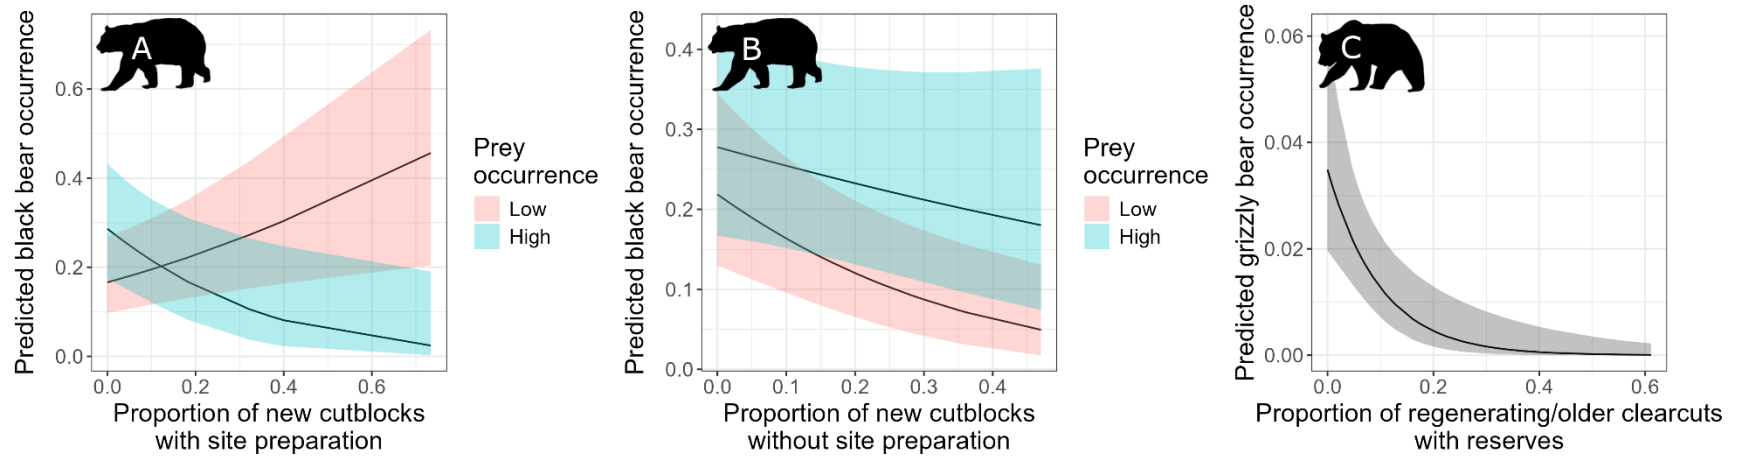 Predicted black bear occurrence
A
0.6
0.4
0.2
0.0
0.0 0.2 0.4 0.6
Proportion of new cutblocks
with site preparation
Prey
occurrence
Low
High
Predicted black bear occurrence
B
0.4
0.3
0.2
0.1
0.0
0.0 0.1 0.2 0.3 0.4
Proportion of new cutblocks
without site preparation
Prey
occurrence
Low
High
Predicted grizzly bear occurrence
C
0.06
0.04
0.02
0.00
0.0 0.2 0.4 0.6
Proportion of regenerating/older clearcuts
with reserves